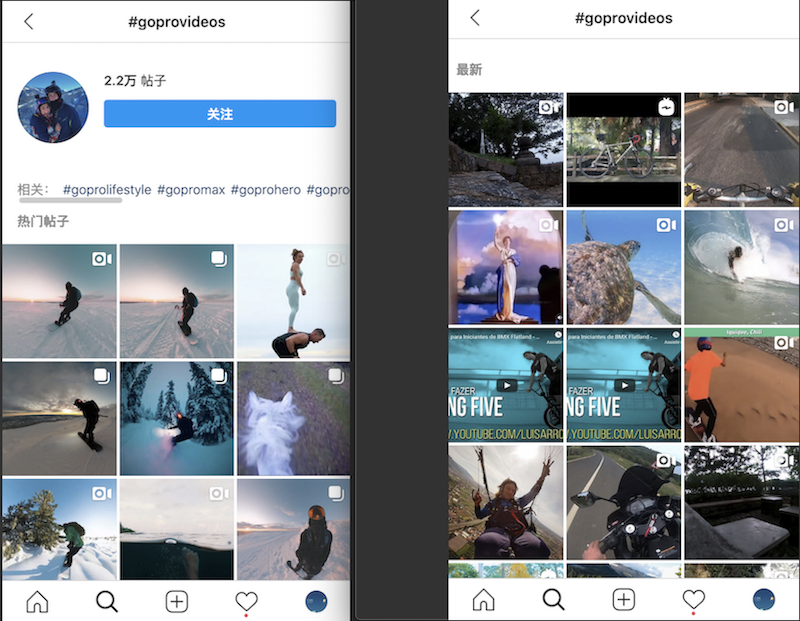 #goprovideos
2.2万 帖子
关注
相关： #goprolifestyle #gopromax #goprohero #gopro
热门帖子
#goprovideos
最新
para Iniciantes de BMX Flatland - ...
FAZER
NG FIVE
.YOUTUBE.COM/LUISARRO
para Iniciantes de BMX Flatland - ...
FAZER
NG FIVE
.YOUTUBE.COM/LUISARRO
Iquique, Chili